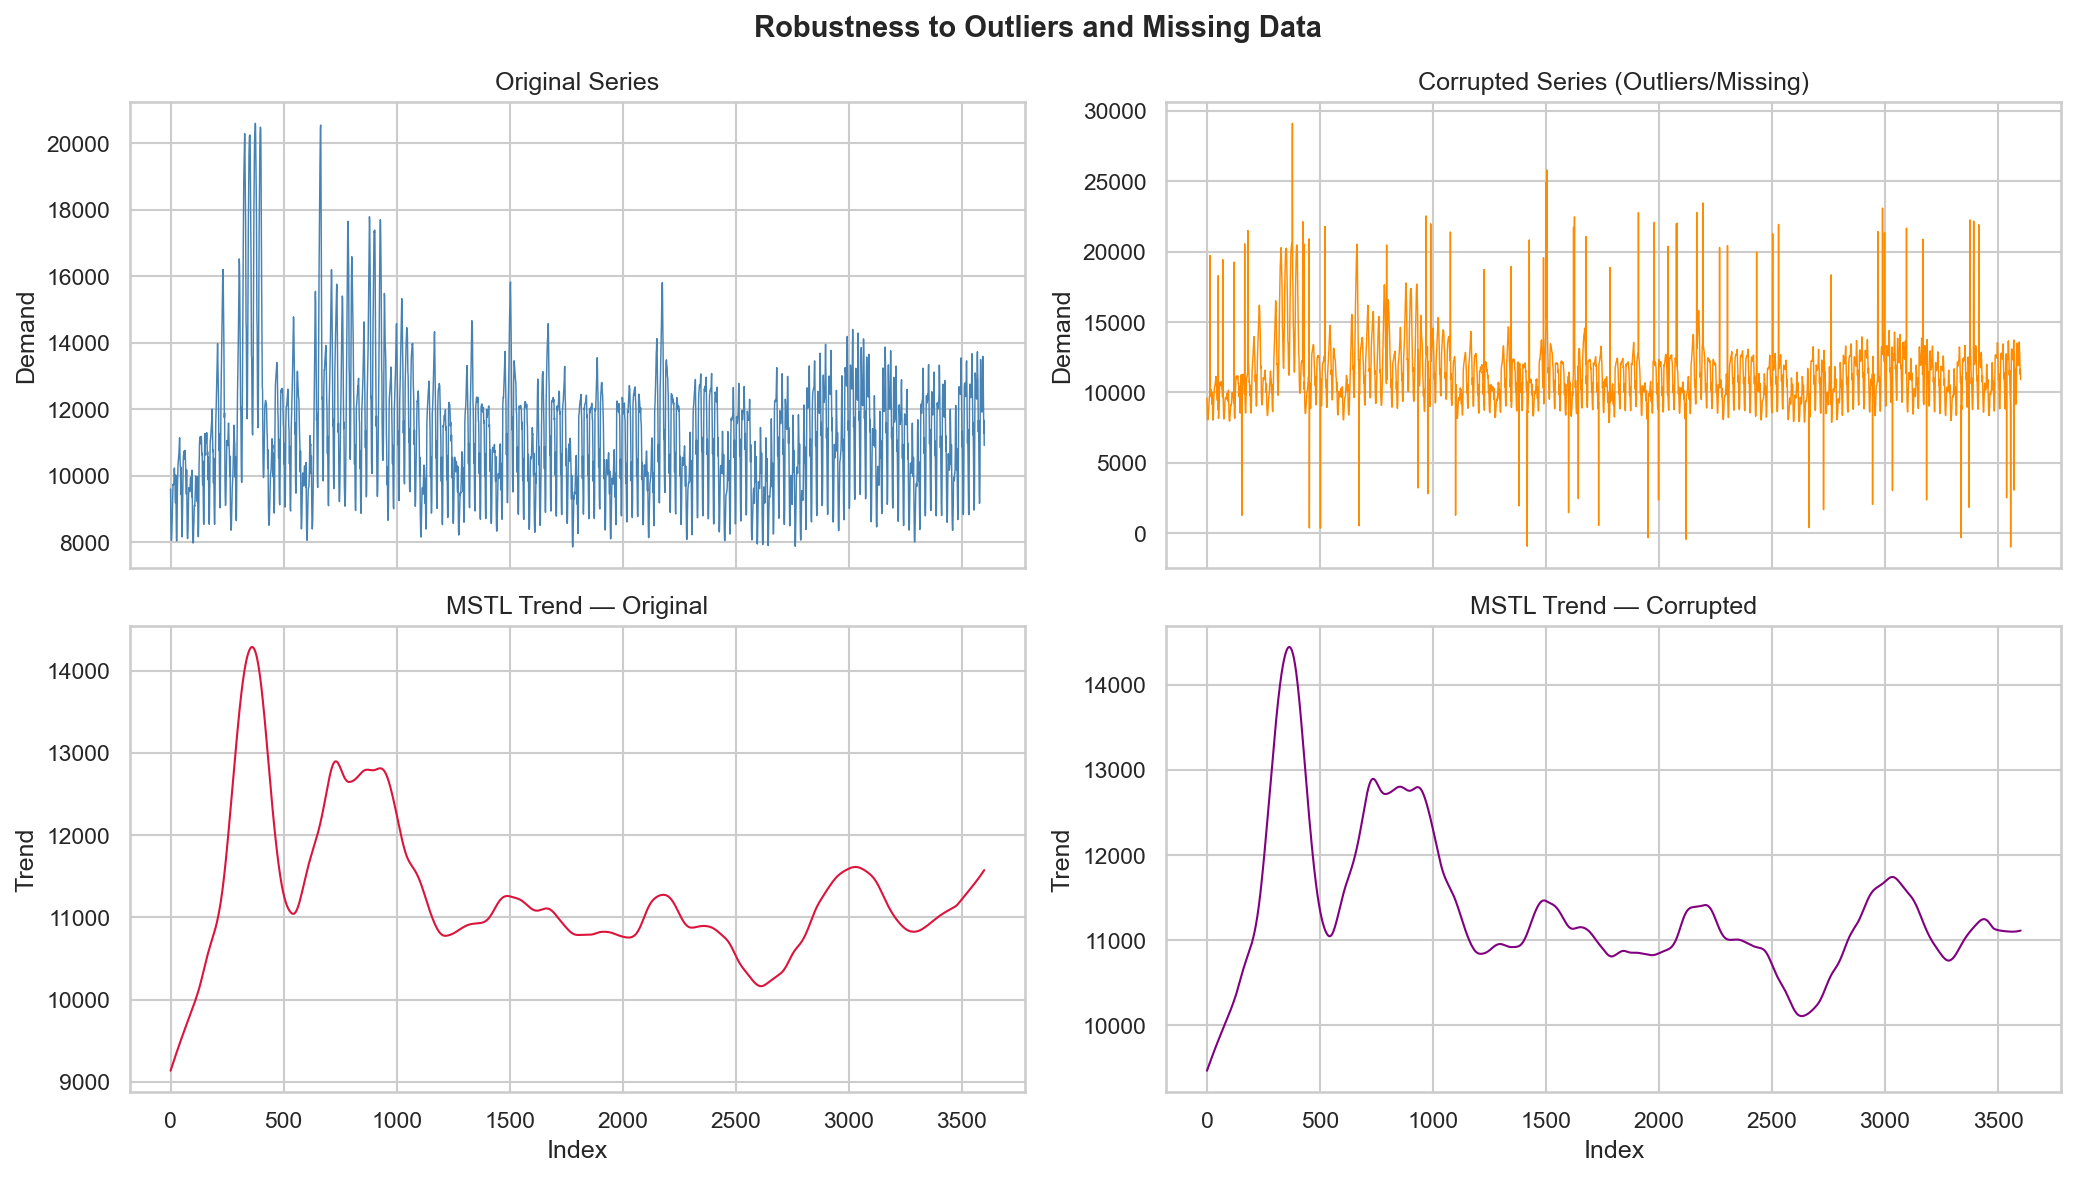 Robustness to Outliers and Missing Data
Original Series
Demand
20000
18000
16000
14000
12000
10000
8000
Corrupted Series (Outliers/Missing)
Demand
30000
25000
20000
15000
10000
5000
0
MSTL Trend — Original
Trend
14000
13000
12000
11000
10000
9000
0 500 1000 1500 2000 2500 3000 3500
Index
MSTL Trend — Corrupted
Trend
14000
13000
12000
11000
10000
0 500 1000 1500 2000 2500 3000 3500
Index